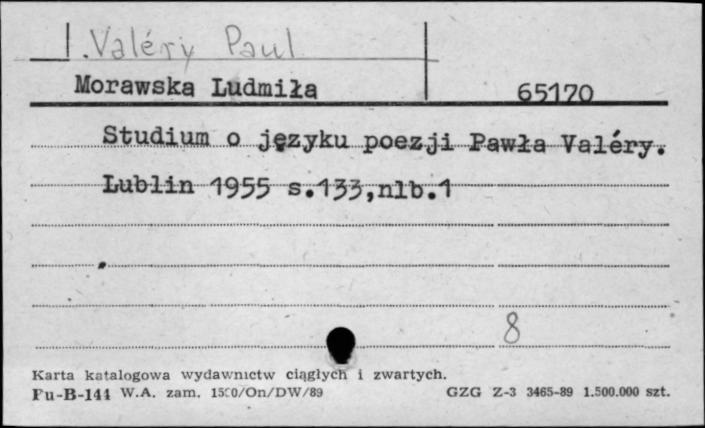 1. Valéry Paul
Morawska Ludmiła 65170
Studium o języku poezji Pawła Valéry.
Lublin 1955 s.133,nlb.1
8
Karta katalogowa wydawnictw ciągłych i zwartych.
Pu-B-144 W.A. zam. 1500/On/DW/89 GZG Z-3 3465-89 1.500.000 szt.